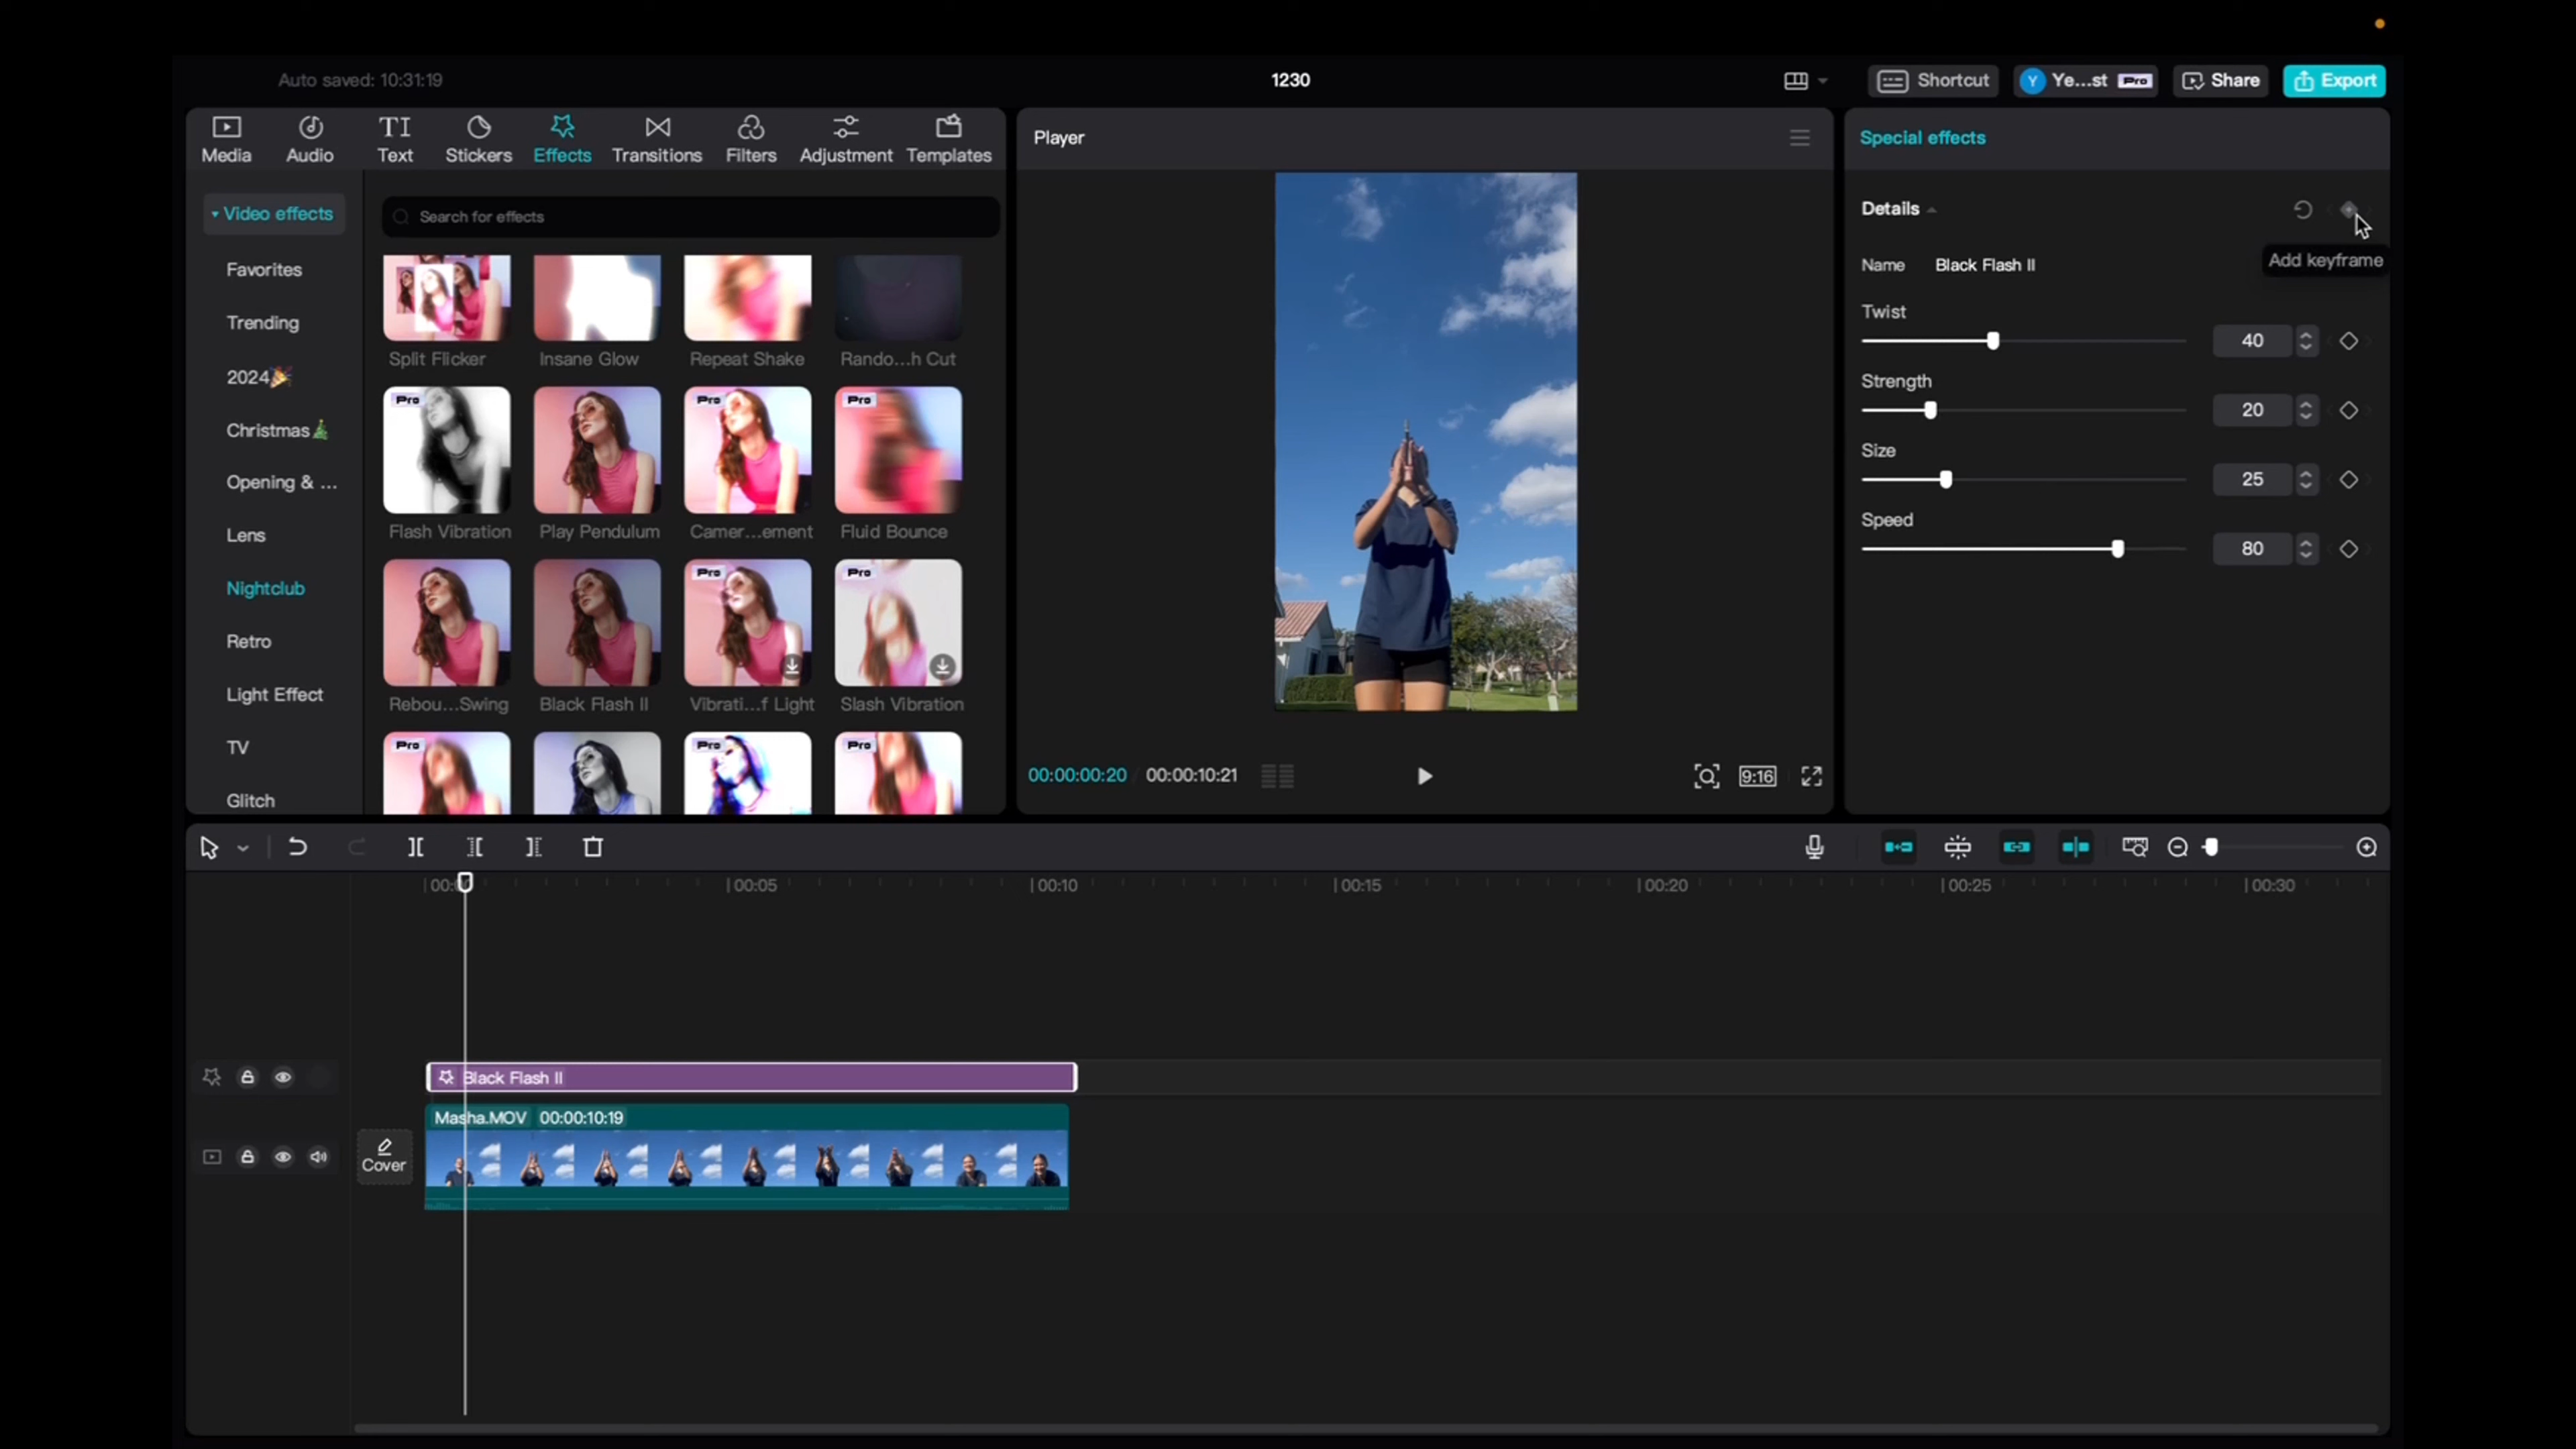 Auto saved: 10:31:19
1230
Shortcut
Y Ye...st Pro
Share
Export
Media
Audio
TI
Text
Stickers
Effects
Transitions
Filters
Adjustment
Templates
Player
Special effects
Video effects
Favorites
Trending
2024🎉
Christmas🎄
Opening & ...
Lens
Nightclub
Retro
Light Effect
TV
Glitch
Search for effects
Split Flicker
Insane Glow
Repeat Shake
Rando...h Cut
Pro
Pro
Pro
Flash Vibration
Play Pendulum
Camer...ement
Fluid Bounce
Pro
Pro
Rebou...Swing
Black Flash II
Vibrati...f Light
Slash Vibration
Pro
Pro
Pro
00:00:00:20
00:00:10:21
9:16
Details
Add keyframe
Name Black Flash II
Twist
40
Strength
20
Size
25
Speed
80
00:05
00:10
00:15
00:20
00:25
00:30
Black Flash II
Masha.MOV 00:00:10:19
Cover